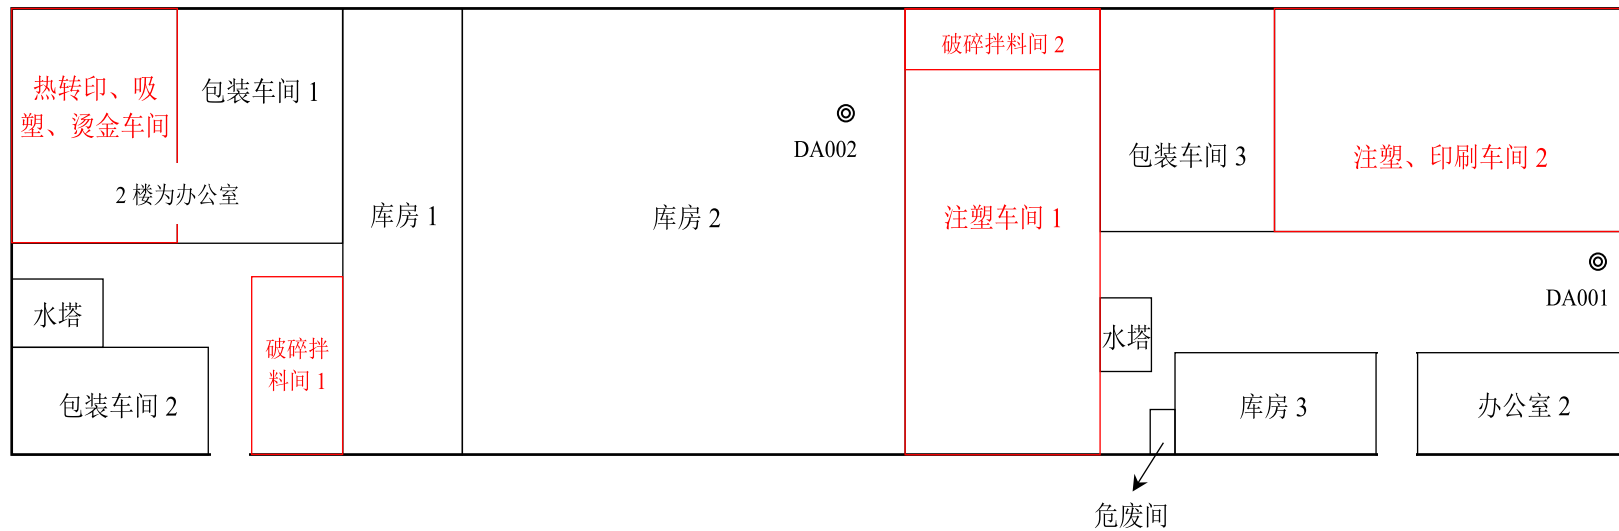 破碎拌料间 2
热转印、吸
塑、烫金车间
包装车间 1
DA002
包装车间 3
注塑、印刷车间 2
2 楼为办公室
库房 1
库房 2
注塑车间 1
DA001
水塔
水塔
破碎拌
料间 1
包装车间 2
库房 3
办公室 2
危废间